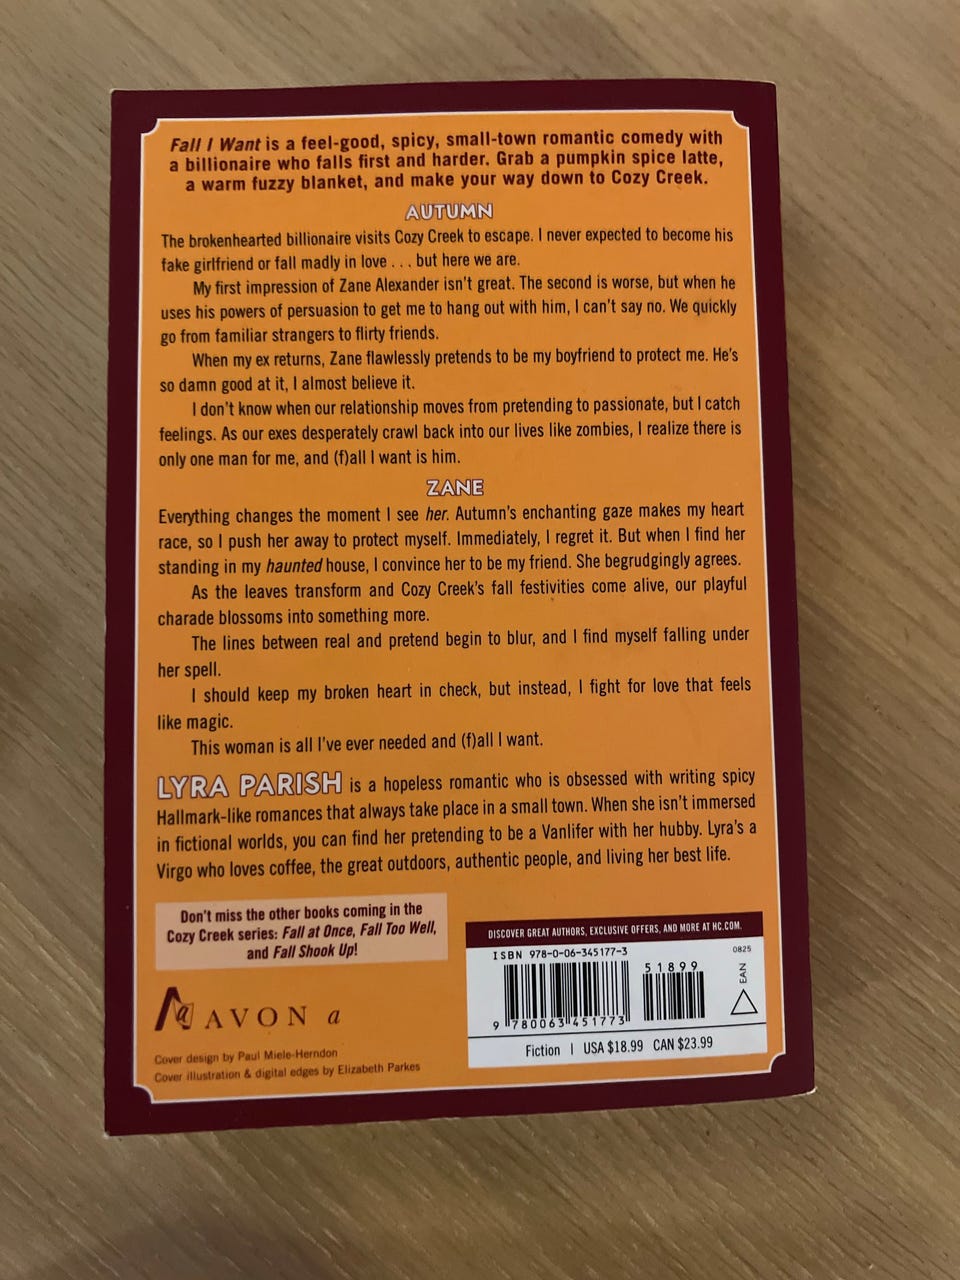 Fall I Want is a feel-good, spicy, small-town romantic comedy with
a billionaire who falls first and harder. Grab a pumpkin spice latte,
a warm fuzzy blanket, and make your way down to Cozy Creek.
AUTUMN
The brokenhearted billionaire visits Cozy Creek to escape. I never expected to become his
fake girlfriend or fall madly in love . . . but here we are.
My first impression of Zane Alexander isn't great. The second is worse, but when he
uses his powers of persuasion to get me to hang out with him, I can't say no. We quickly
go from familiar strangers to flirty friends.
When my ex returns, Zane flawlessly pretends to be my boyfriend to protect me. He's
so damn good at it, I almost believe it.
I don't know when our relationship moves from pretending to passionate, but I catch
feelings. As our exes desperately crawl back into our lives like zombies, I realize there is
only one man for me, and (f)all I want is him.
ZANE
Everything changes the moment I see her. Autumn's enchanting gaze makes my heart
race, so I push her away to protect myself. Immediately, I regret it. But when I find her
standing in my haunted house, I convince her to be my friend. She begrudgingly agrees.
As the leaves transform and Cozy Creek's fall festivities come alive, our playful
charade blossoms into something more.
The lines between real and pretend begin to blur, and I find myself falling under
her spell.
I should keep my broken heart in check, but instead, I fight for love that feels
like magic.
This woman is all I've ever needed and (f)all I want.
LYRA PARISH is a hopeless romantic who is obsessed with writing spicy
Hallmark-like romances that always take place in a small town. When she isn't immersed
in fictional worlds, you can find her pretending to be a Vanlifer with her hubby. Lyra's a
Virgo who loves coffee, the great outdoors, authentic people, and living her best life.
Don't miss the other books coming in the
Cozy Creek series: Fall at Once, Fall Too Well,
and Fall Shook Up!
a AVON a
Cover design by Paul Miele-Herndon
Cover illustration & digital edges by Elizabeth Parkes
DISCOVER GREAT AUTHORS, EXCLUSIVE OFFERS, AND MORE AT HC.COM.
ISBN 978-0-06-345177-3
0825
51899
EAN
9 780063 451773
Fiction | USA $18.99 CAN $23.99